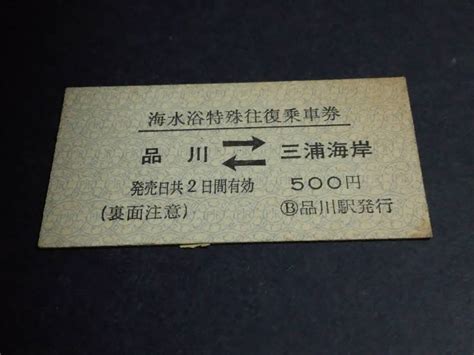 海水浴特殊往復乗車券
品川 ⇄ 三浦海岸
発売日共2日間有効 500円
(裏面注意) Ⓑ品川駅発行